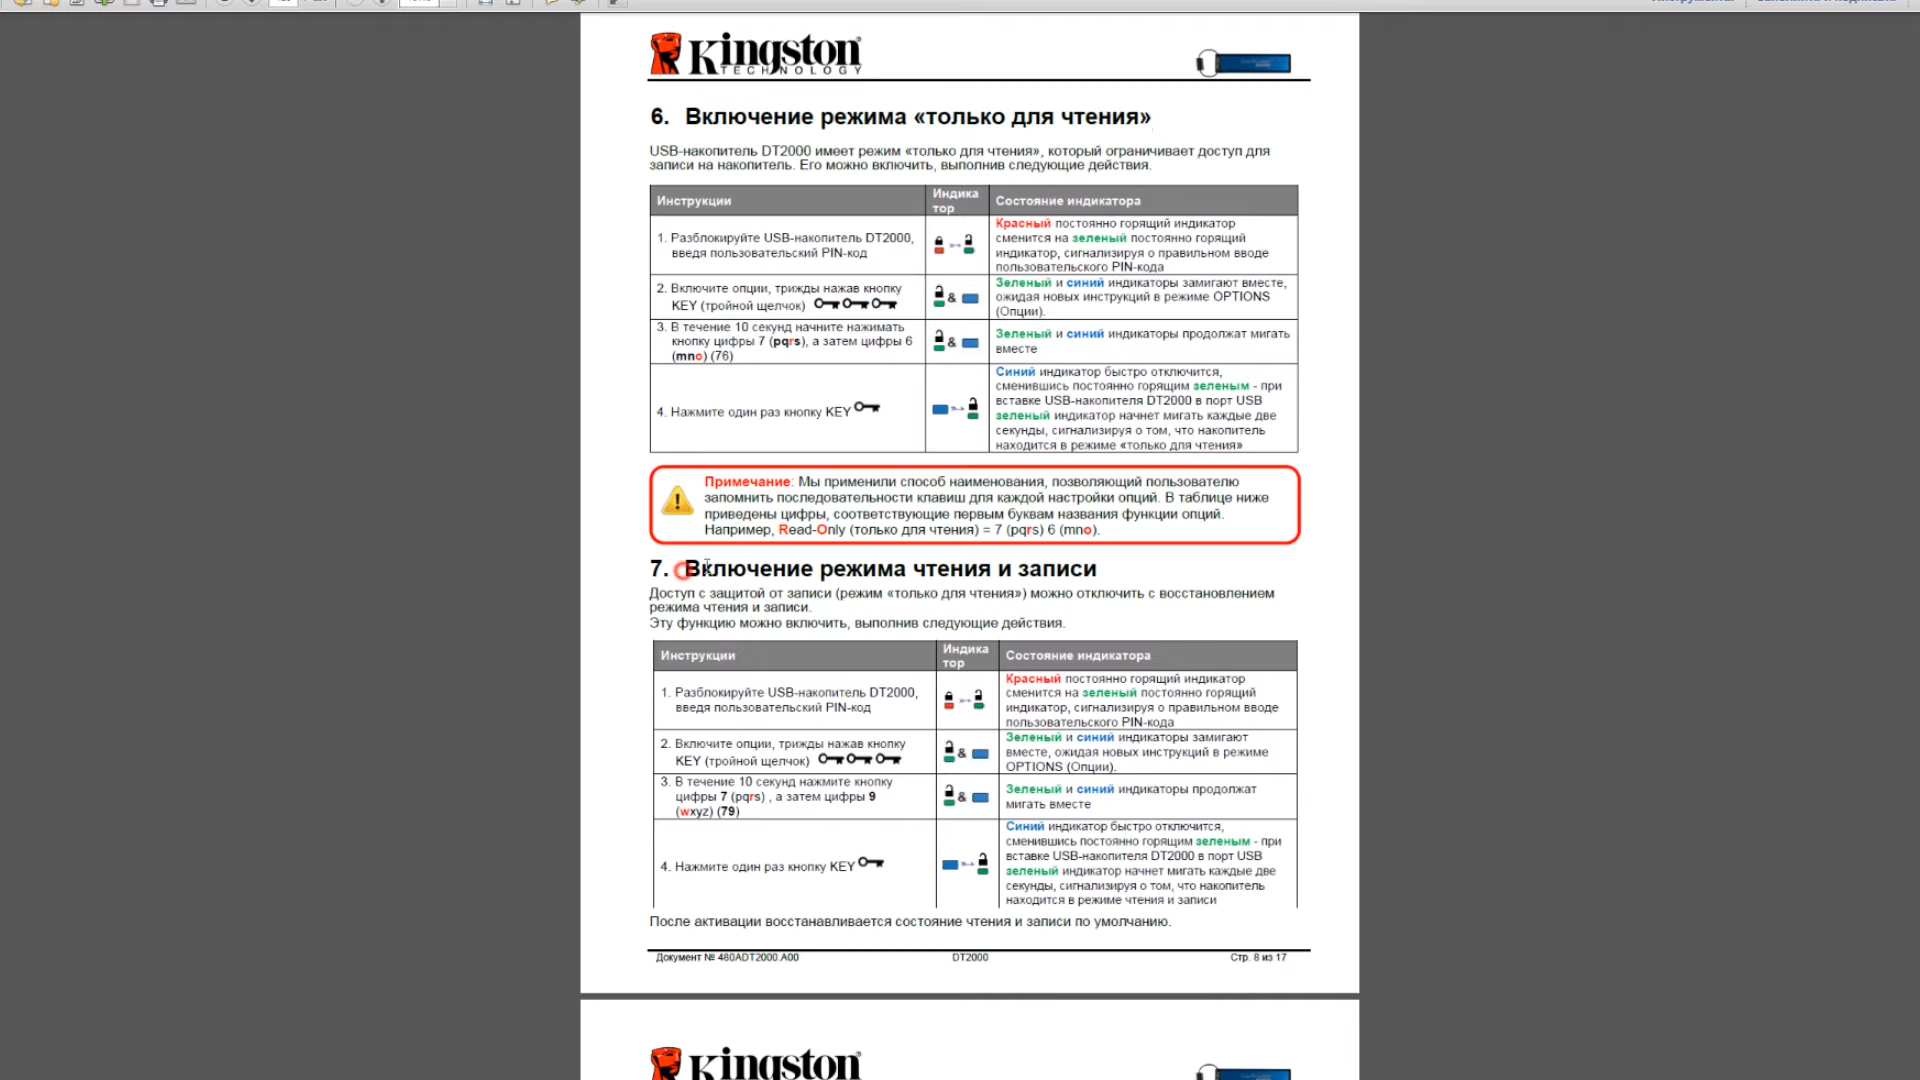 Kingston
TECHNOLOGY
6. Включение режима «только для чтения»
USB-накопитель DT2000 имеет режим «только для чтения», который ограничивает доступ для
записи на накопитель. Его можно включить, выполнив следующие действия.
Инструкции
Индика
тор
Состояние индикатора
1. Разблокируйте USB-накопитель DT2000,
введя пользовательский PIN-код
Красный постоянно горящий индикатор
сменится на зеленый постоянно горящий
индикатор, сигнализируя о правильном вводе
пользовательского PIN-кода
2. Включите опции, трижды нажав кнопку
KEY (тройной щелчок)
&
Зеленый и синий индикаторы замигают вместе,
ожидая новых инструкций в режиме OPTIONS
(Опции).
3. В течение 10 секунд начните нажимать
кнопку цифры 7 (pqrs), а затем цифры 6
(mno) (76)
&
Зеленый и синий индикаторы продолжат мигать
вместе
4. Нажмите один раз кнопку KEY
Синий индикатор быстро отключится,
сменившись постоянно горящим зеленым - при
вставке USB-накопителя DT2000 в порт USB
зеленый индикатор начнет мигать каждые две
секунды, сигнализируя о том, что накопитель
находится в режиме «только для чтения»
Примечание: Мы применили способ наименования, позволяющий пользователю
запомнить последовательности клавиш для каждой настройки опций. В таблице ниже
приведены цифры, соответствующие первым буквам названия функции опций.
Например, Read-Only (только для чтения) = 7 (pqrs) 6 (mno).
7. Включение режима чтения и записи
Доступ с защитой от записи (режим «только для чтения») можно отключить с восстановлением
режима чтения и записи.
Эту функцию можно включить, выполнив следующие действия.
Инструкции
Индика
тор
Состояние индикатора
1. Разблокируйте USB-накопитель DT2000,
введя пользовательский PIN-код
Красный постоянно горящий индикатор
сменится на зеленый постоянно горящий
индикатор, сигнализируя о правильном вводе
пользовательского PIN-кода
2. Включите опции, трижды нажав кнопку
KEY (тройной щелчок)
&
Зеленый и синий индикаторы замигают
вместе, ожидая новых инструкций в режиме
OPTIONS (Опции).
3. В течение 10 секунд нажмите кнопку
цифры 7 (pqrs) , а затем цифры 9
(wxyz) (79)
&
Зеленый и синий индикаторы продолжат
мигать вместе
4. Нажмите один раз кнопку KEY
Синий индикатор быстро отключится,
сменившись постоянно горящим зеленым - при
вставке USB-накопителя DT2000 в порт USB
зеленый индикатор начнет мигать каждые две
секунды, сигнализируя о том, что накопитель
находится в режиме чтения и записи
После активации восстанавливается состояние чтения и записи по умолчанию.
Документ № 480ADT2000.A00
DT2000
Стр. 8 из 17
Kingston